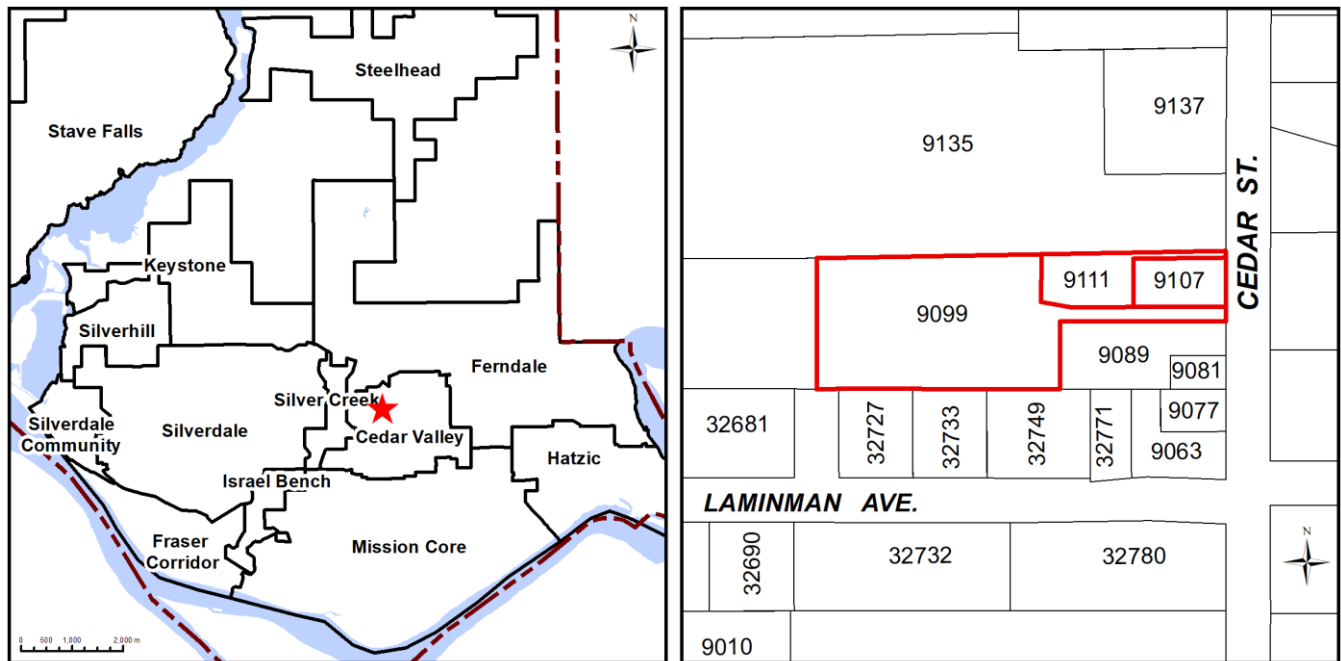 N
Steelhead
Stave Falls
Keystone
Silverhill
Ferndale
Silver Creek
Silverdale
Community
Silverdale
Cedar Valley
Hatzic
Israel Bench
Fraser
Corridor
Mission Core
0 500 1,000 2,000 m
9137
9135
CEDAR ST.
9111
9107
9099
9089
9081
9077
32681
32727
32733
32749
32771
9063
LAMINMAN AVE.
N
32690
32732
32780
9010